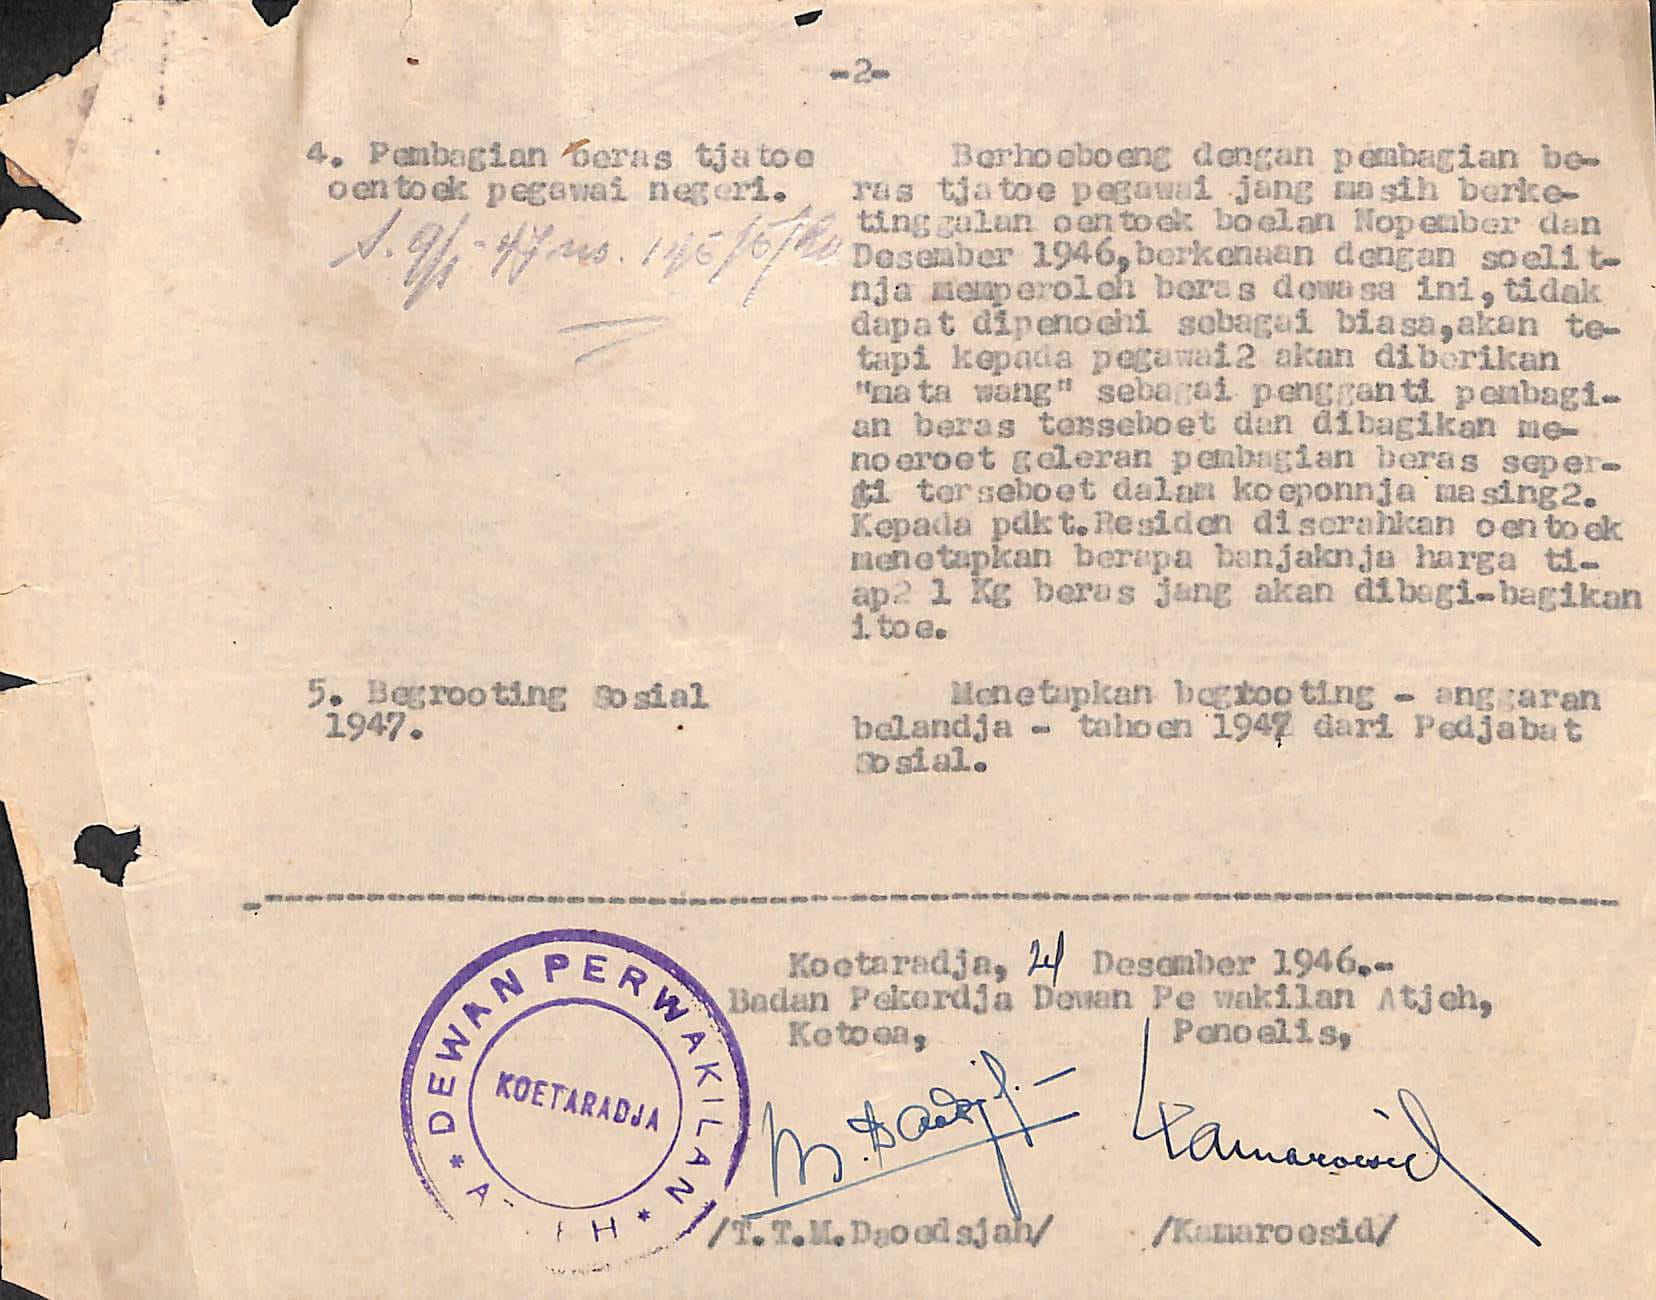 -2-
4. Pembagian beras tjatoe
oentoek pegawai negeri.
Berhoeboeng dengan pembagian be-
ras tjatoe pegawai jang masih berke-
tinggalan oentoek boelan Nopember dan
Desember 1946,berkenaan dengan soelit-
nja memperoleh beras dewasa ini,tidak
dapat dipenoehi sebagai biasa,akan te-
tapi kepada pegawai2 akan diberikan
"mata wang" sebagai pengganti pembagi-
an beras tersseboet dan dibagikan me-
noeroet geleran pembagian beras seper-
ti terseboet dalam koeponnja masing2.
Kepada pdkt.Residen diserahkan oentoek
menetapkan berapa banjaknja harga ti-
ap2 1 Kg beras jang akan dibagi-bagikan
itoe.
5. Begrooting Sosial
1947.
Menetapkan begrooting - anggaran
belandja - tahoen 1947 dari Pedjabat
Sosial.
Koetaradja, 24 Desember 1946.-
Badan Pekerdja Dewan Pe wakilan Atjeh,
Ketoea, Penoelis,
* DEWAN PERWAKILAN *
KOETARADJA
Kamaroesid
/T.T.M.Daoedsjah/ /Kamaroesid/